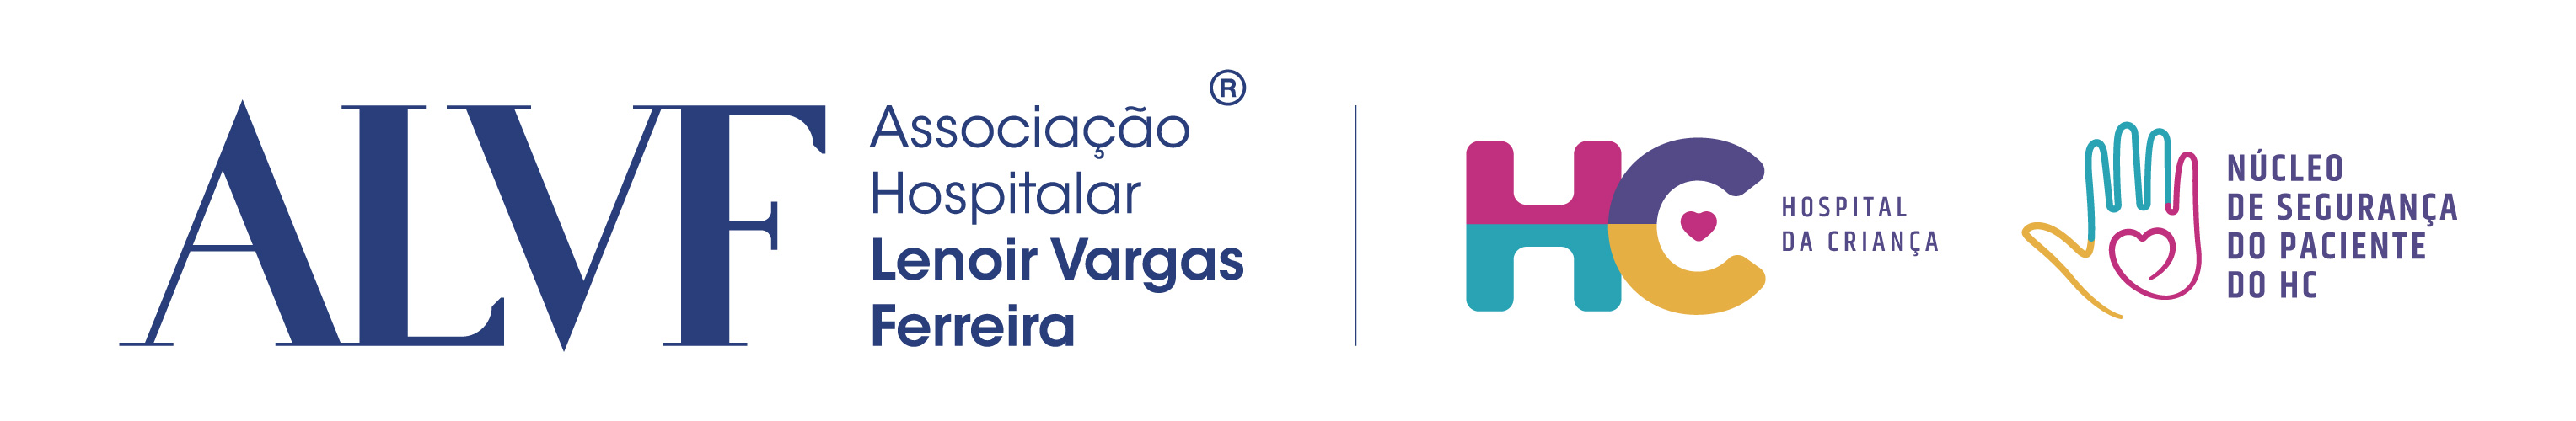 ALVF
Associação
Hospitalar
Lenoir Vargas
Ferreira
®
HC
HOSPITAL
DA CRIANÇA
NÚCLEO
DE SEGURANÇA
DO PACIENTE
DO HC